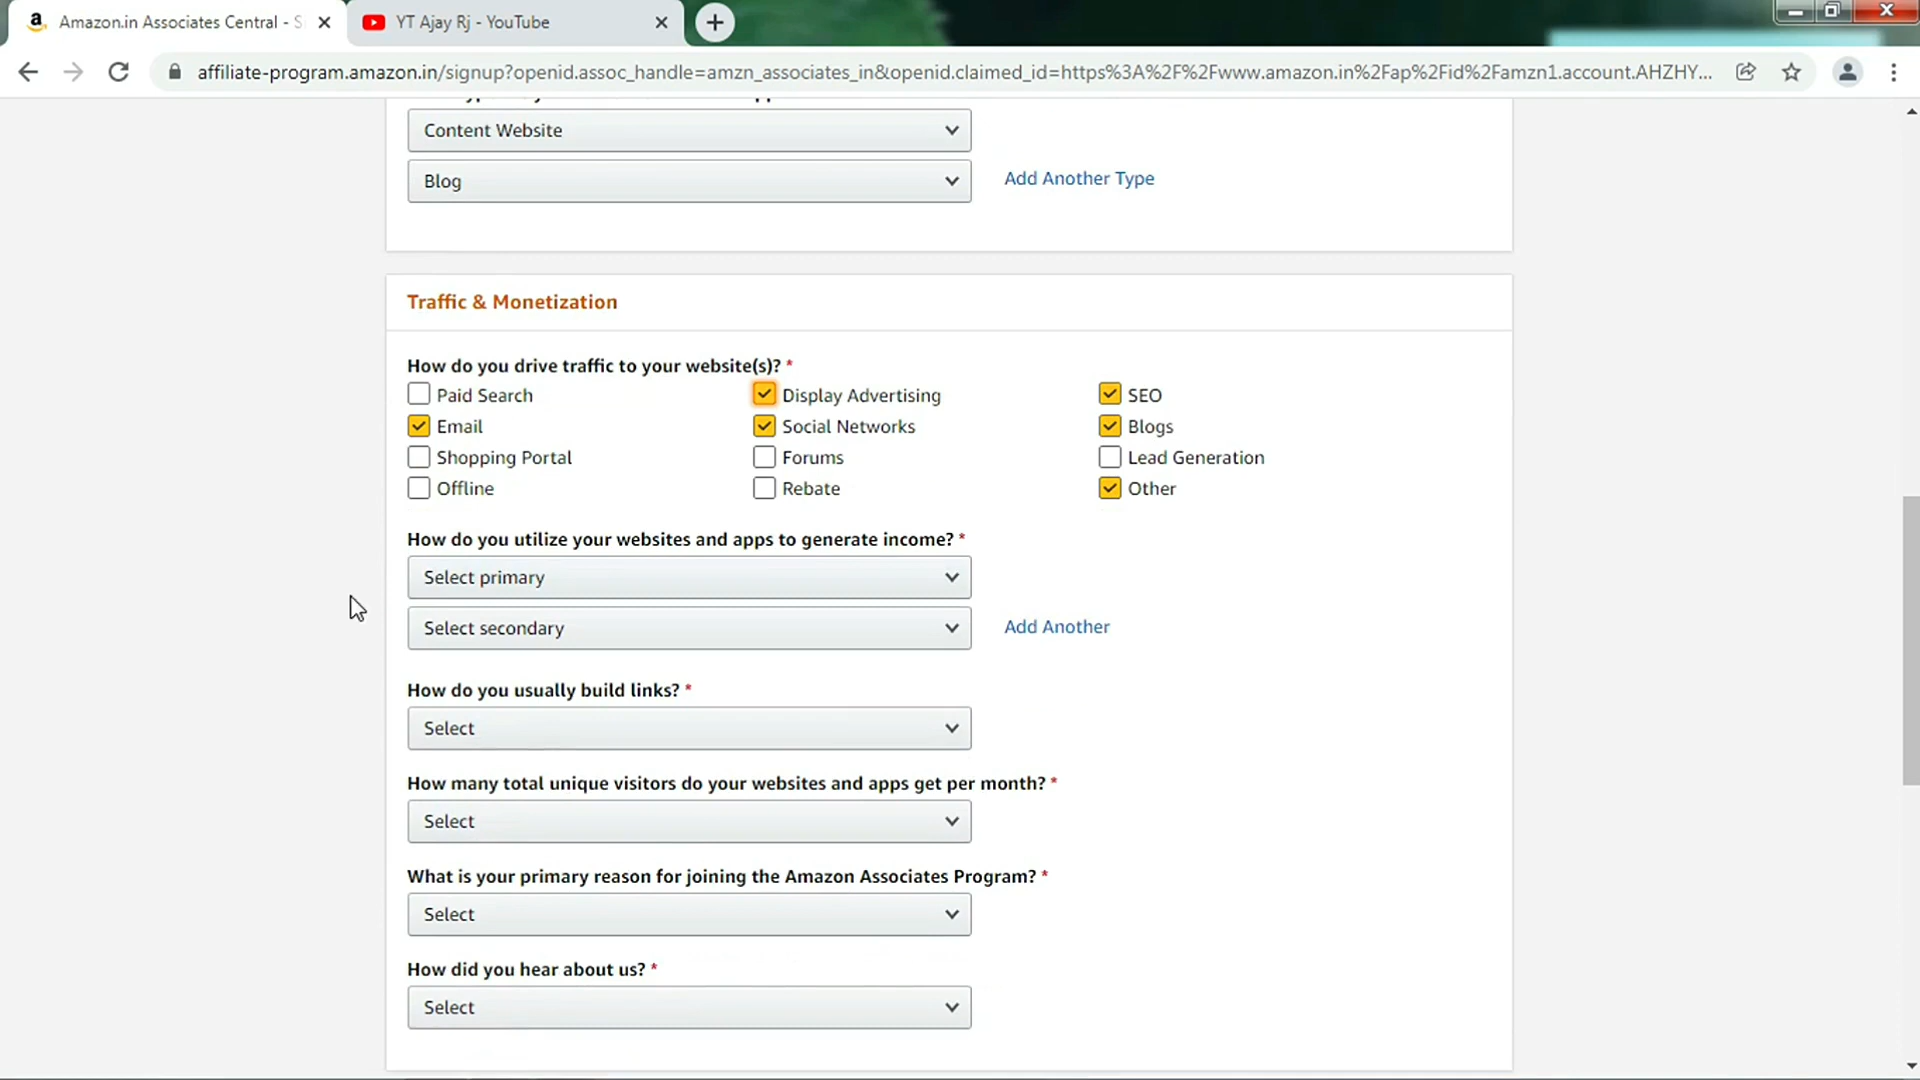 Amazon.in Associates Central - S
YT Ajay Rj - YouTube
affiliate-program.amazon.in/signup?openid.assoc_handle=amzn_associates_in&openid.claimed_id=https%3A%2F%2Fwww.amazon.in%2Fap%2Fid%2Famzn1.account.AHZHY...
Content Website
Blog
Add Another Type
Traffic & Monetization
How do you drive traffic to your website(s)? *
Paid Search Display Advertising SEO
Email Social Networks Blogs
Shopping Portal Forums Lead Generation
Offline Rebate Other
How do you utilize your websites and apps to generate income? *
Select primary
Select secondary
Add Another
How do you usually build links? *
Select
How many total unique visitors do your websites and apps get per month? *
Select
What is your primary reason for joining the Amazon Associates Program? *
Select
How did you hear about us? *
Select